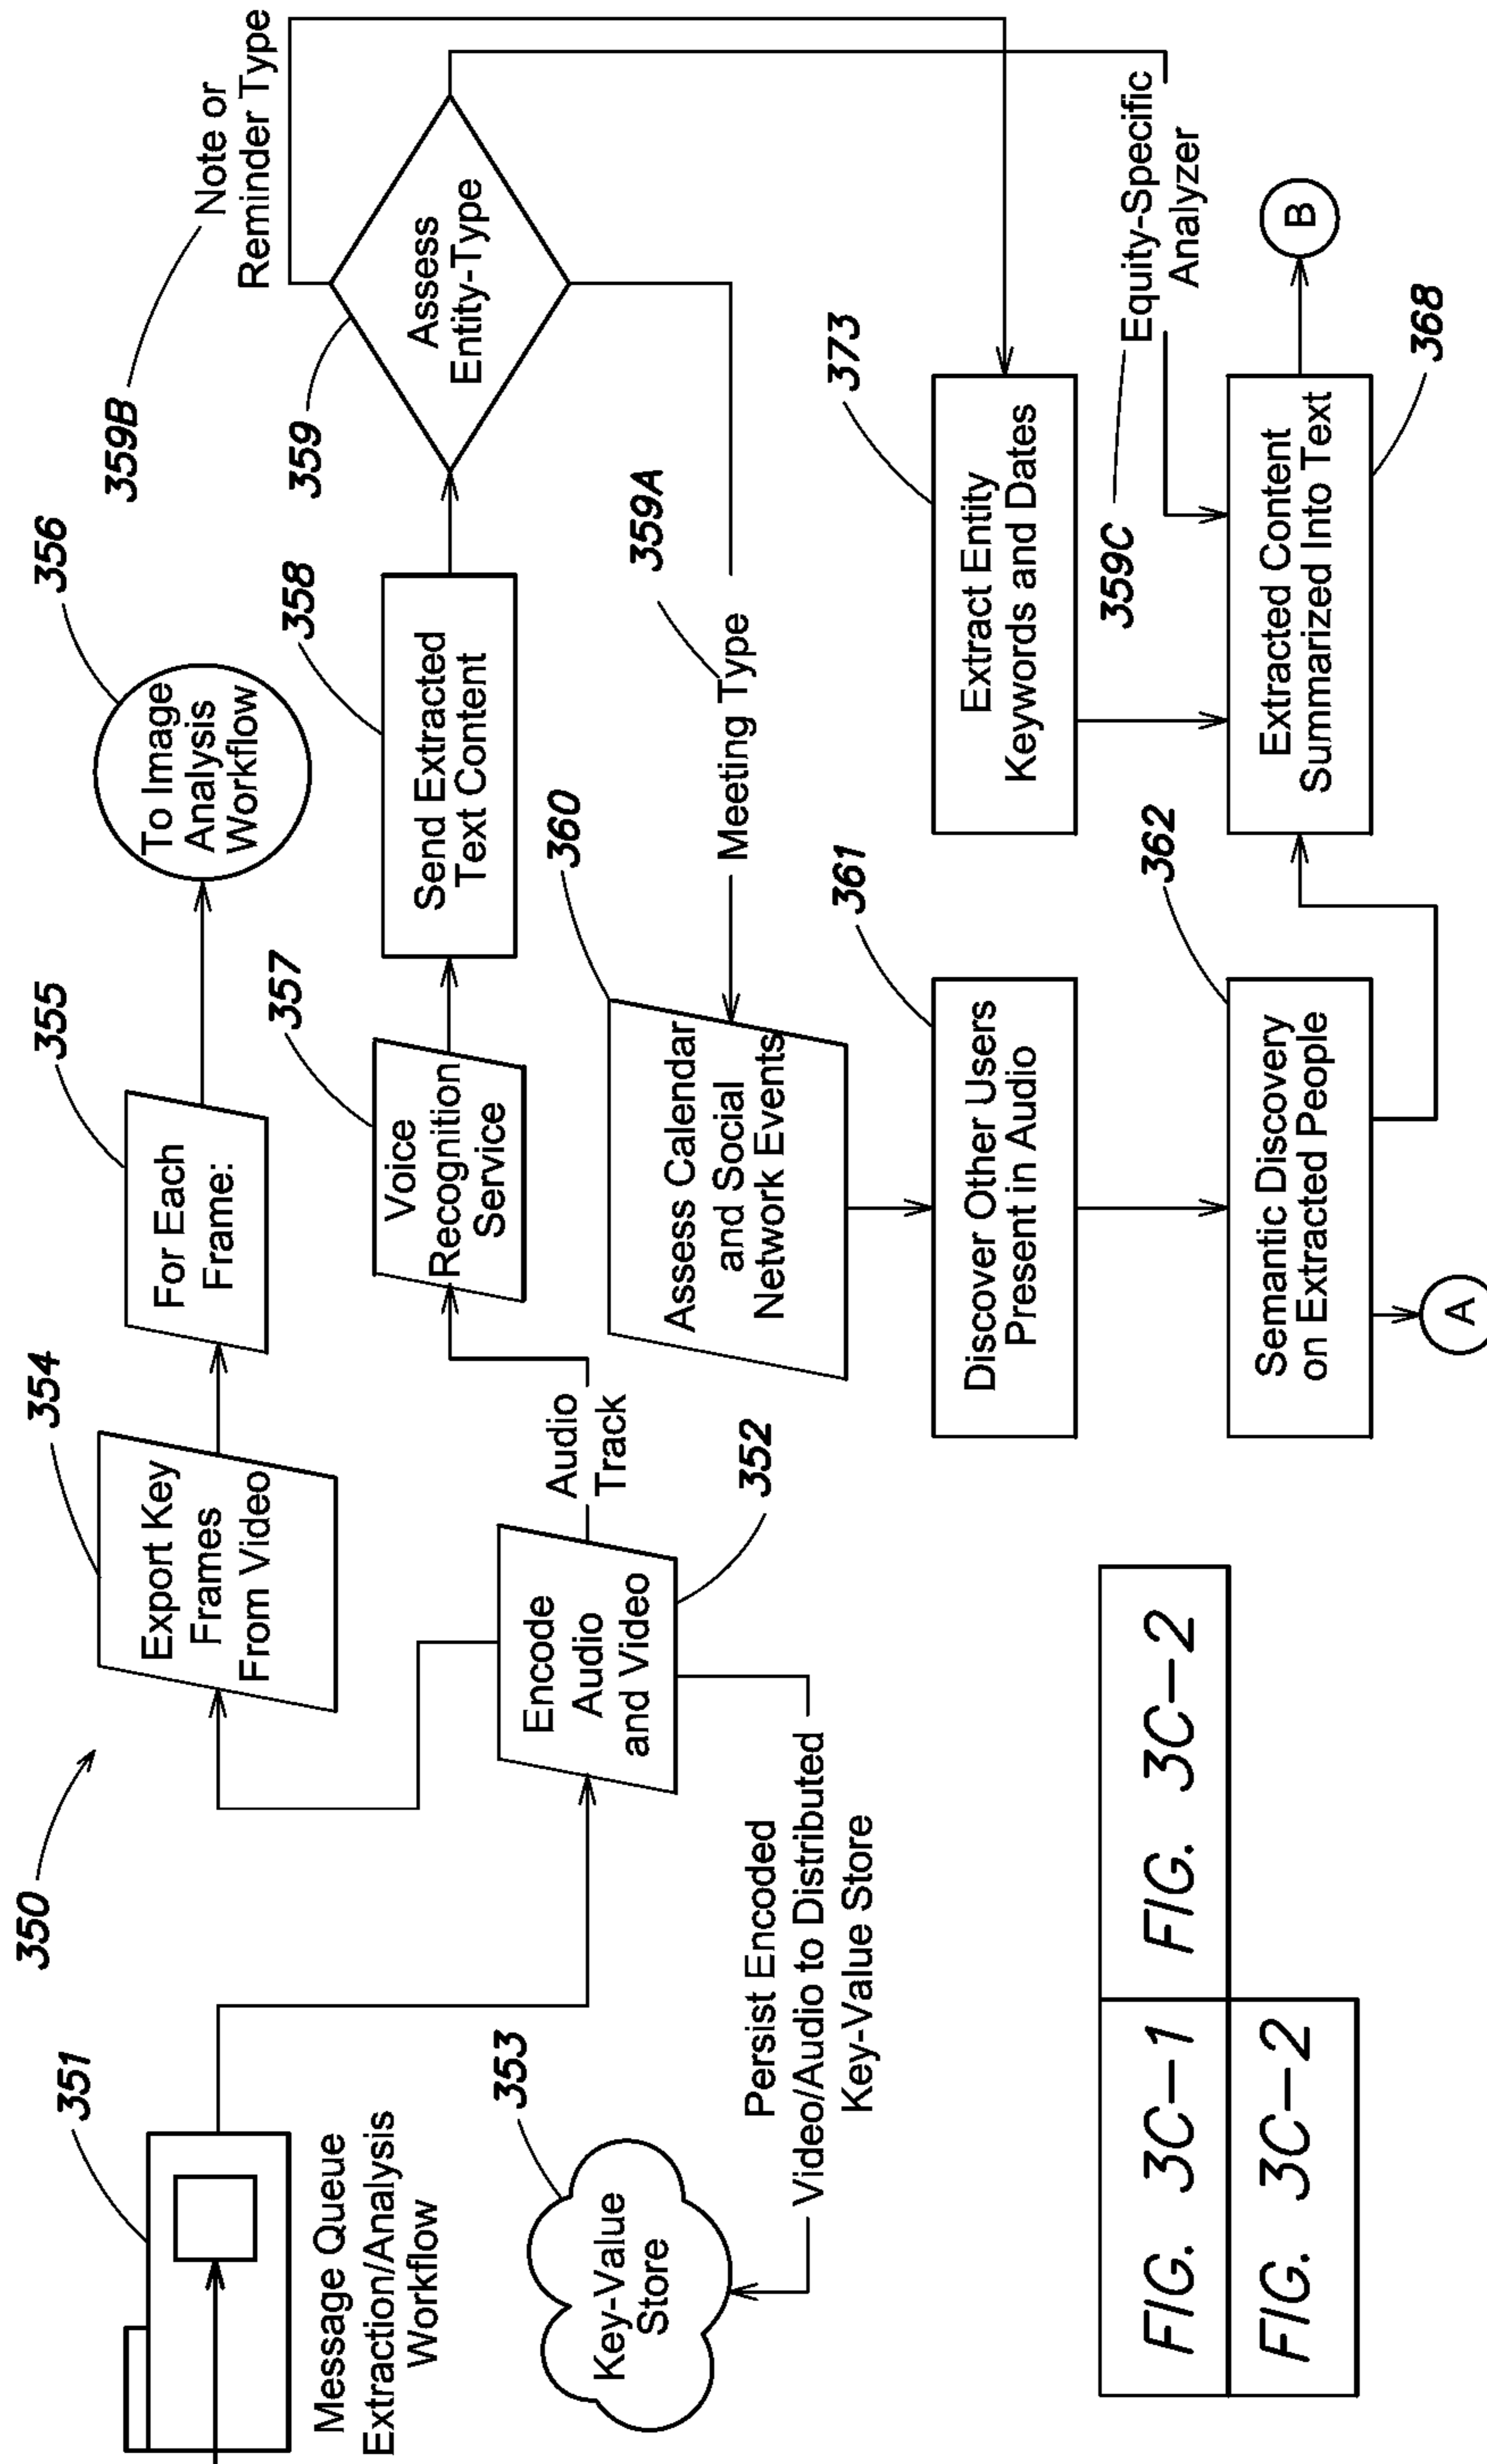 350
351
Message Queue
Extraction/Analysis
Workflow
353
Key-Value
Store
Persist Encoded
Video/Audio to Distributed
Key-Value Store
352
Encode
Audio
and Video
354
Export Key
Frames
From Video
355
For Each
Frame:
356
To Image
Analysis
Workflow
Audio
Track
357
Voice
Recognition
Service
358
Send Extracted
Text Content
359
Assess
Entity-Type
359B
Note or
Reminder Type
359A
Meeting Type
360
Assess Calendar
and Social
Network Events
361
Discover Other Users
Present in Audio
362
Semantic Discovery
on Extracted People
A
373
Extract Entity
Keywords and Dates
359C
Equity-Specific
Analyzer
368
Extracted Content
Summarized Into Text
B
FIG. 3C-1
FIG. 3C-2
FIG. 3C-2